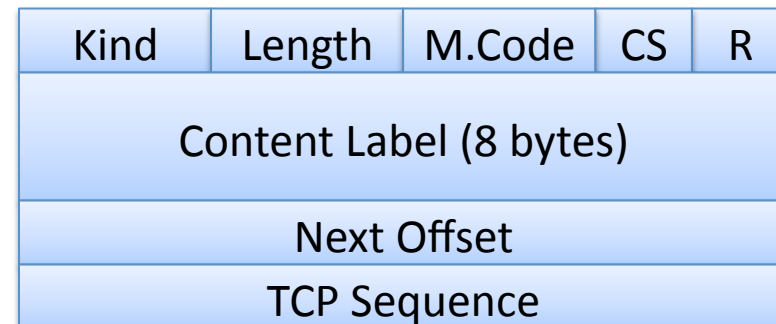 Kind Length M.Code CS R
Content Label (8 bytes)
Next Offset
TCP Sequence